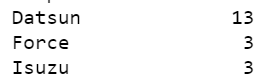 Datsun 13
Force 3
Isuzu 3